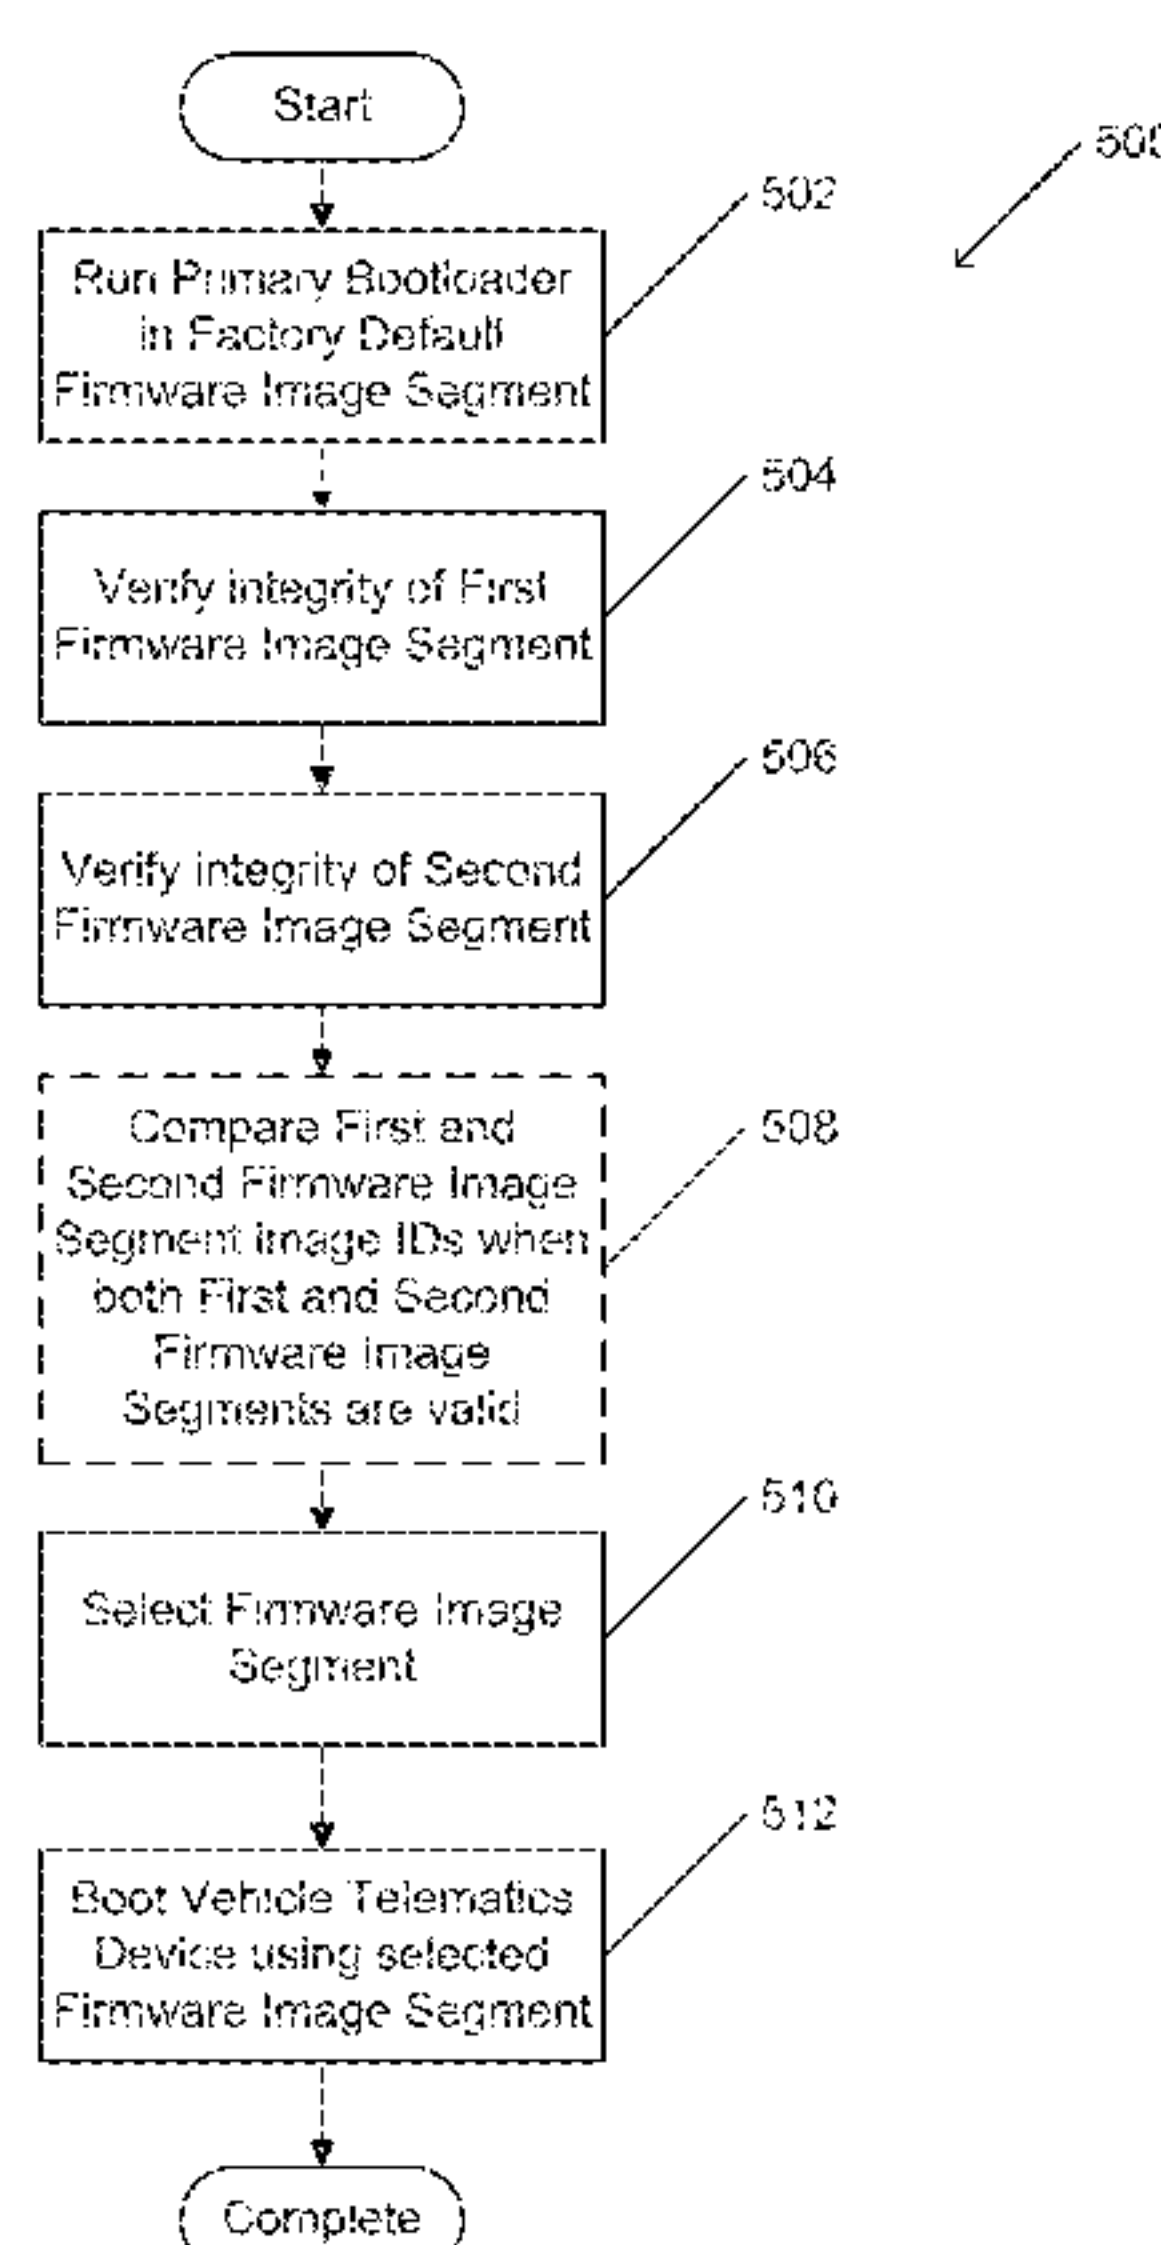 Start
500
502
Run Primary Bootloader
in Factory Default
Firmware Image Segment
504
Verify integrity of First
Firmware Image Segment
506
Verify integrity of Second
Firmware Image Segment
508
Compare First and
Second Firmware Image
Segment image IDs when
both First and Second
Firmware Image
Segments are valid
510
Select Firmware Image
Segment
512
Boot Vehicle Telematics
Device using selected
Firmware Image Segment
Complete